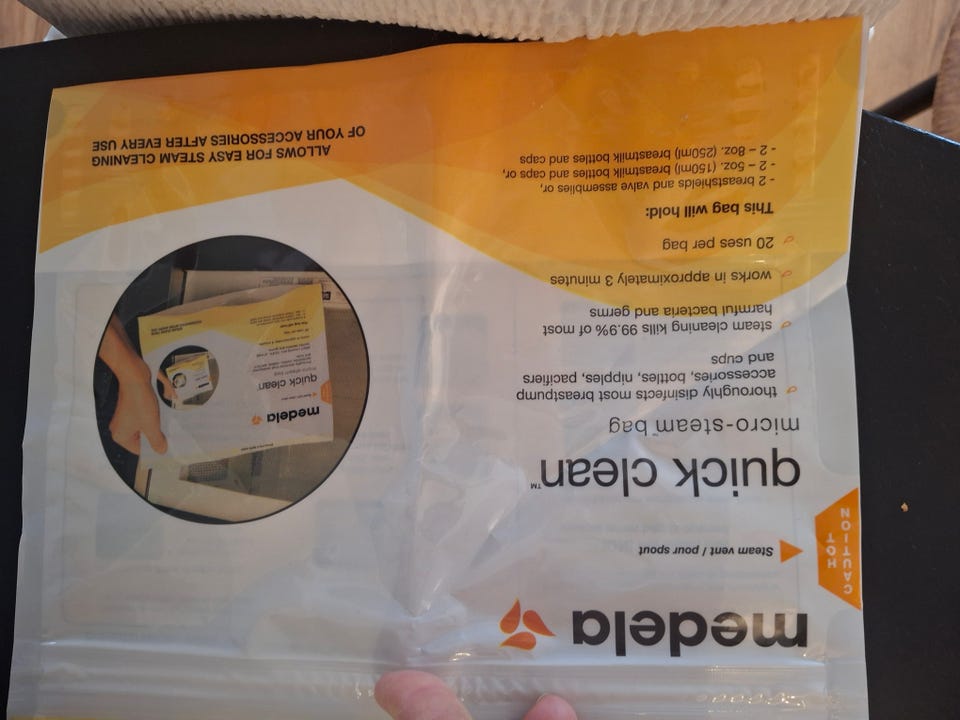 medela
Steam vent / pour spout
CAUTION
HOT
quick clean™
micro-steam™ bag
thoroughly disinfects most breastpump
accessories, bottles, nipples, pacifiers
and cups
steam cleaning kills 99.9% of most
harmful bacteria and germs
works in approximately 3 minutes
20 uses per bag
This bag will hold:
- 2 breastshields and valve assemblies or,
- 2 – 5oz. (150ml) breastmilk bottles and caps or,
- 2 – 8oz. (250ml) breastmilk bottles and caps
medela
quick clean
ALLOWS FOR EASY STEAM CLEANING
OF YOUR ACCESSORIES AFTER EVERY USE